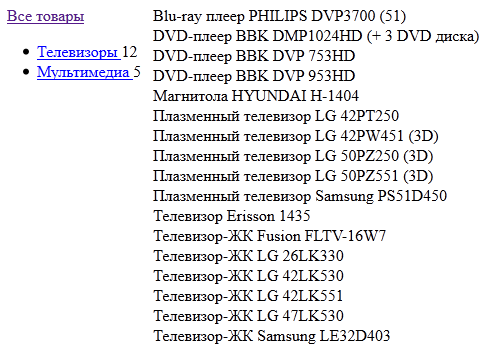 Все товары
Телевизоры 12
Мультимедиа 5
Blu-ray плеер PHILIPS DVP3700 (51)
DVD-плеер BBK DMP1024HD (+ 3 DVD диска)
DVD-плеер BBK DVP 753HD
DVD-плеер BBK DVP 953HD
Магнитола HYUNDAI H-1404
Плазменный телевизор LG 42PT250
Плазменный телевизор LG 42PW451 (3D)
Плазменный телевизор LG 50PZ250 (3D)
Плазменный телевизор LG 50PZ551 (3D)
Плазменный телевизор Samsung PS51D450
Телевизор Erisson 1435
Телевизор-ЖК Fusion FLTV-16W7
Телевизор-ЖК LG 26LK330
Телевизор-ЖК LG 42LK530
Телевизор-ЖК LG 42LK551
Телевизор-ЖК LG 47LK530
Телевизор-ЖК Samsung LE32D403